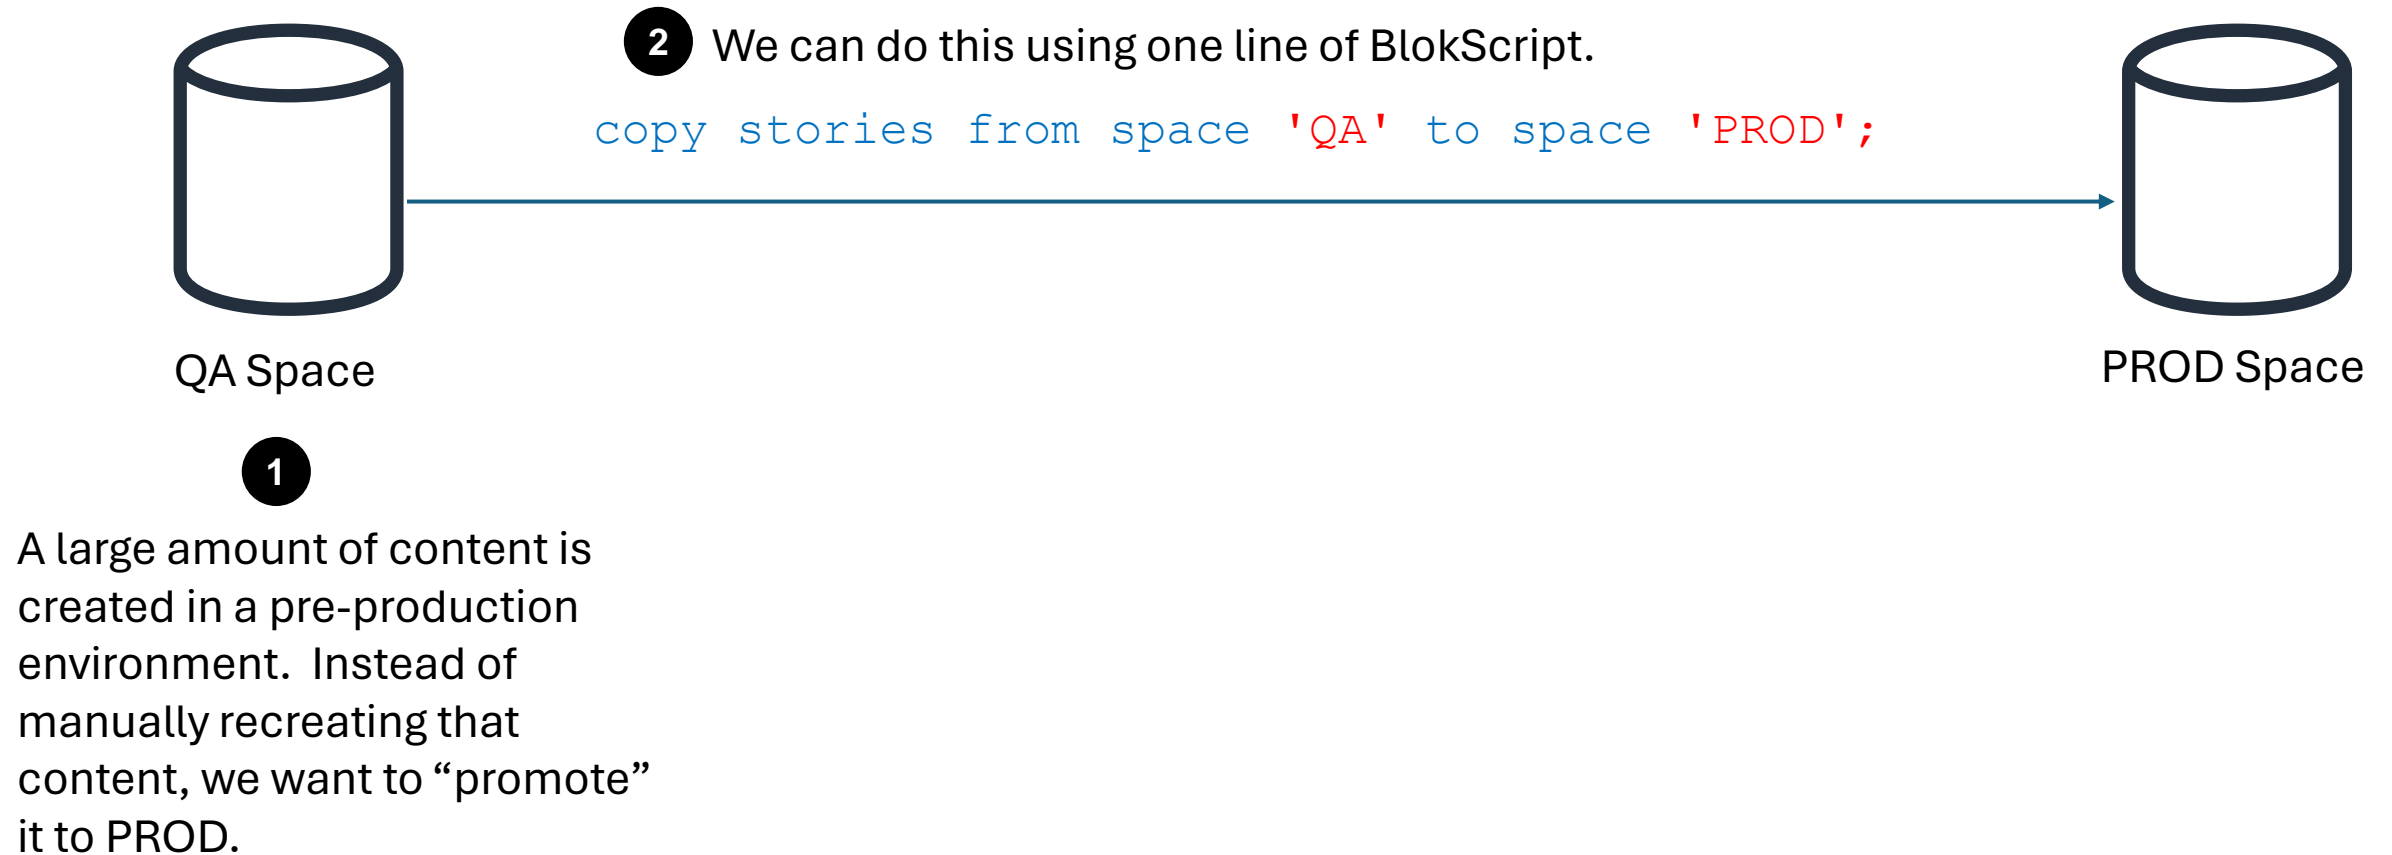 2 We can do this using one line of BlokScript.
copy stories from space 'QA' to space 'PROD';
QA Space
PROD Space
1
A large amount of content is
created in a pre-production
environment.  Instead of
manually recreating that
content, we want to “promote”
it to PROD.